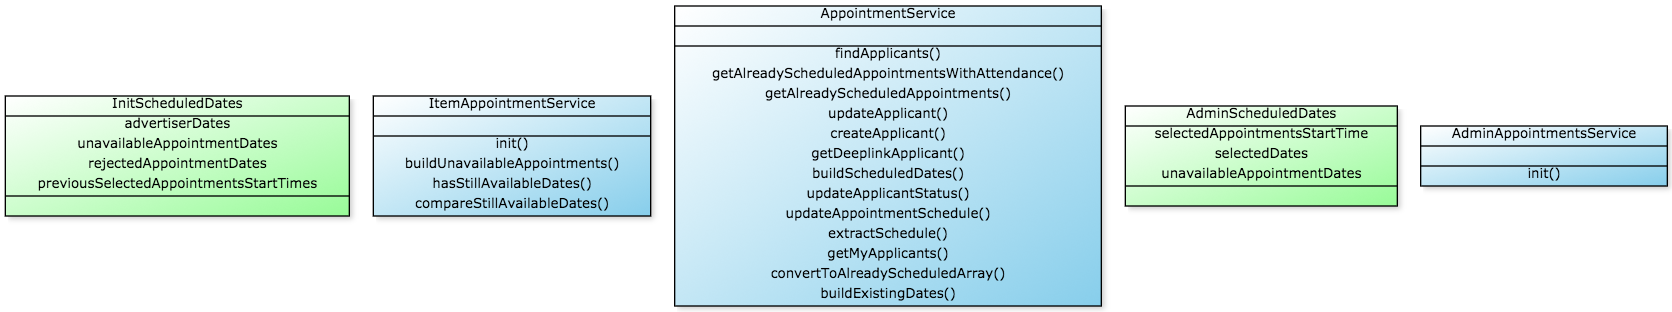 InitScheduledDates
advertiserDates
unavailableAppointmentDates
rejectedAppointmentDates
previousSelectedAppointmentsStartTimes
ItemAppointmentService
init()
buildUnavailableAppointments()
hasStillAvailableDates()
compareStillAvailableDates()
AppointmentService
findApplicants()
getAlreadyScheduledAppointmentsWithAttendance()
getAlreadyScheduledAppointments()
updateApplicant()
createApplicant()
getDeeplinkApplicant()
buildScheduledDates()
updateApplicantStatus()
updateAppointmentSchedule()
extractSchedule()
getMyApplicants()
convertToAlreadyScheduledArray()
buildExistingDates()
AdminScheduledDates
selectedAppointmentsStartTime
selectedDates
unavailableAppointmentDates
AdminAppointmentsService
init()